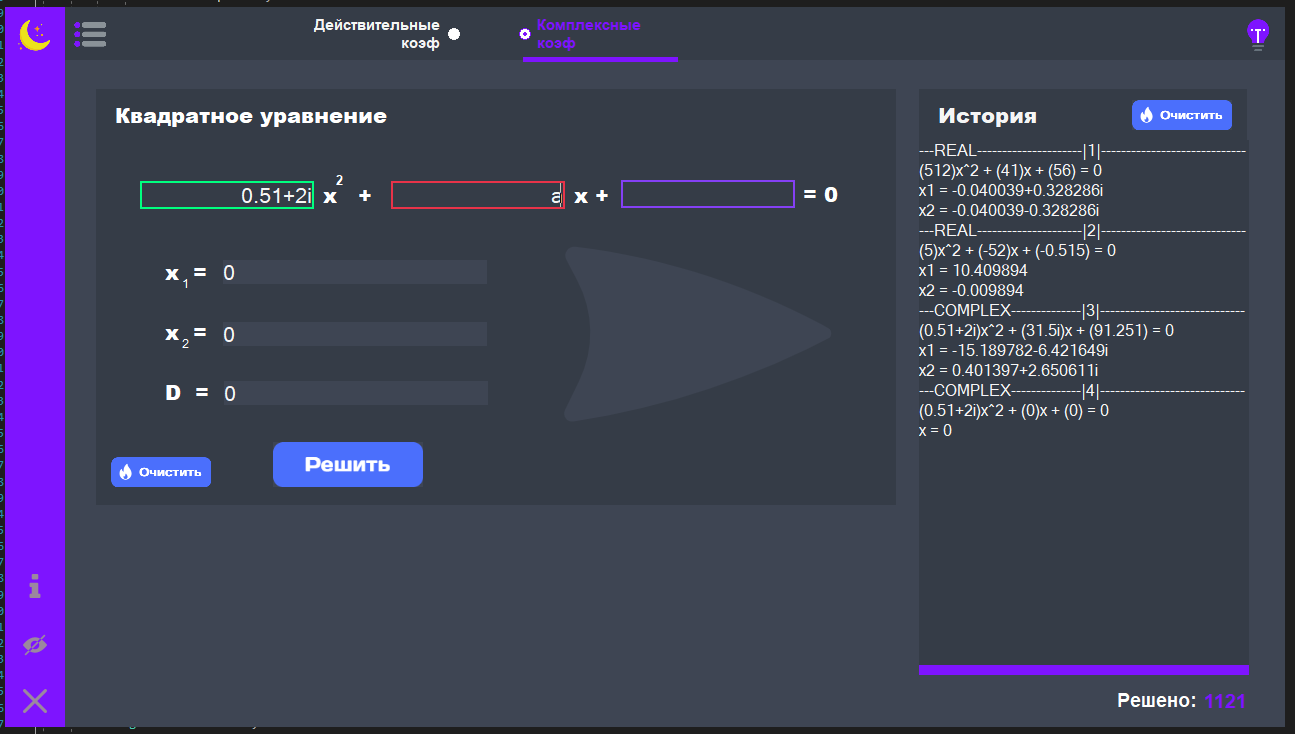 Действительные
коэф
Комплексные
коэф
T
Квадратное уравнение
0.51+2i x2 + a x + = 0
x1 = 0
x2 = 0
D = 0
Очистить
Решить
История
Очистить
---REAL---------------------|1|-----------------------------
(512)x^2 + (41)x + (56) = 0
x1 = -0.040039+0.328286i
x2 = -0.040039-0.328286i
---REAL---------------------|2|-----------------------------
(5)x^2 + (-52)x + (-0.515) = 0
x1 = 10.409894
x2 = -0.009894
---COMPLEX--------------|3|-----------------------------
(0.51+2i)x^2 + (31.5i)x + (91.251) = 0
x1 = -15.189782-6.421649i
x2 = 0.401397+2.650611i
---COMPLEX--------------|4|-----------------------------
(0.51+2i)x^2 + (0)x + (0) = 0
x = 0
Решено: 1121